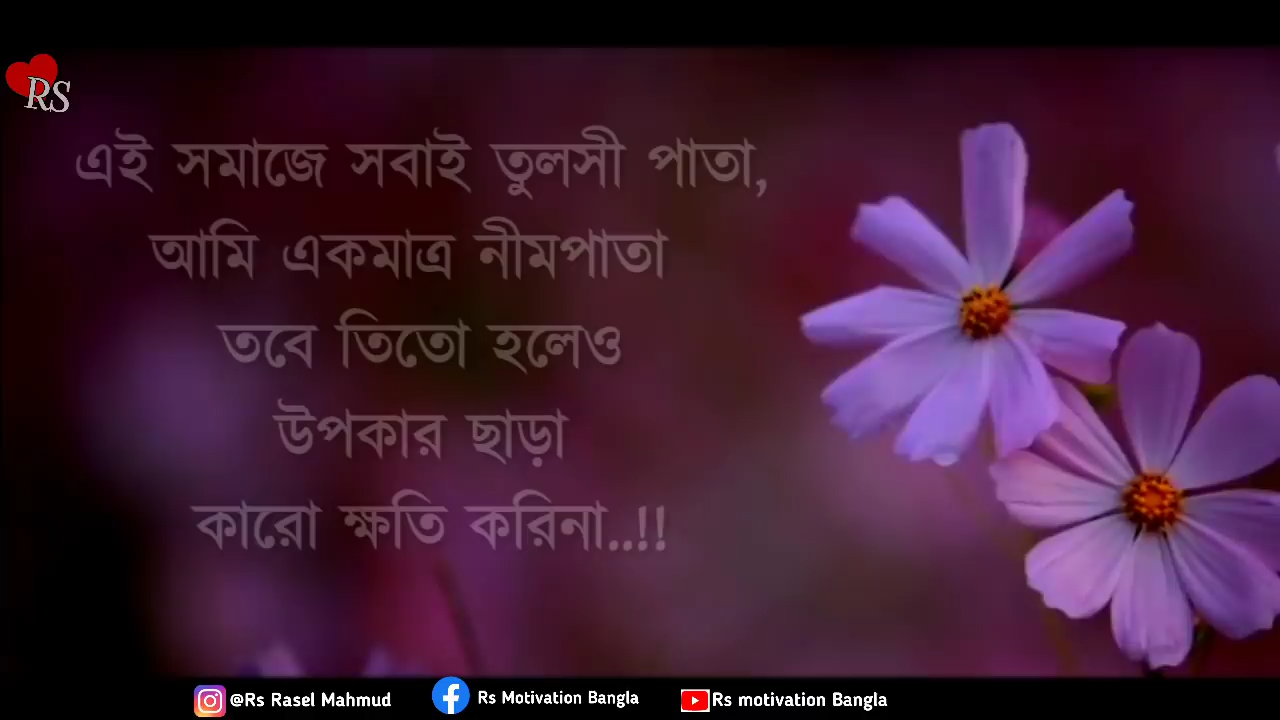 RS
এই সমাজে সবাই তুলসী পাতা,
আমি একমাত্র নীমপাতা
তবে তিতো হলেও
উপকার ছাড়া
কারো ক্ষতি করিনা..!!
@Rs Rasel Mahmud Rs Motivation Bangla Rs motivation Bangla